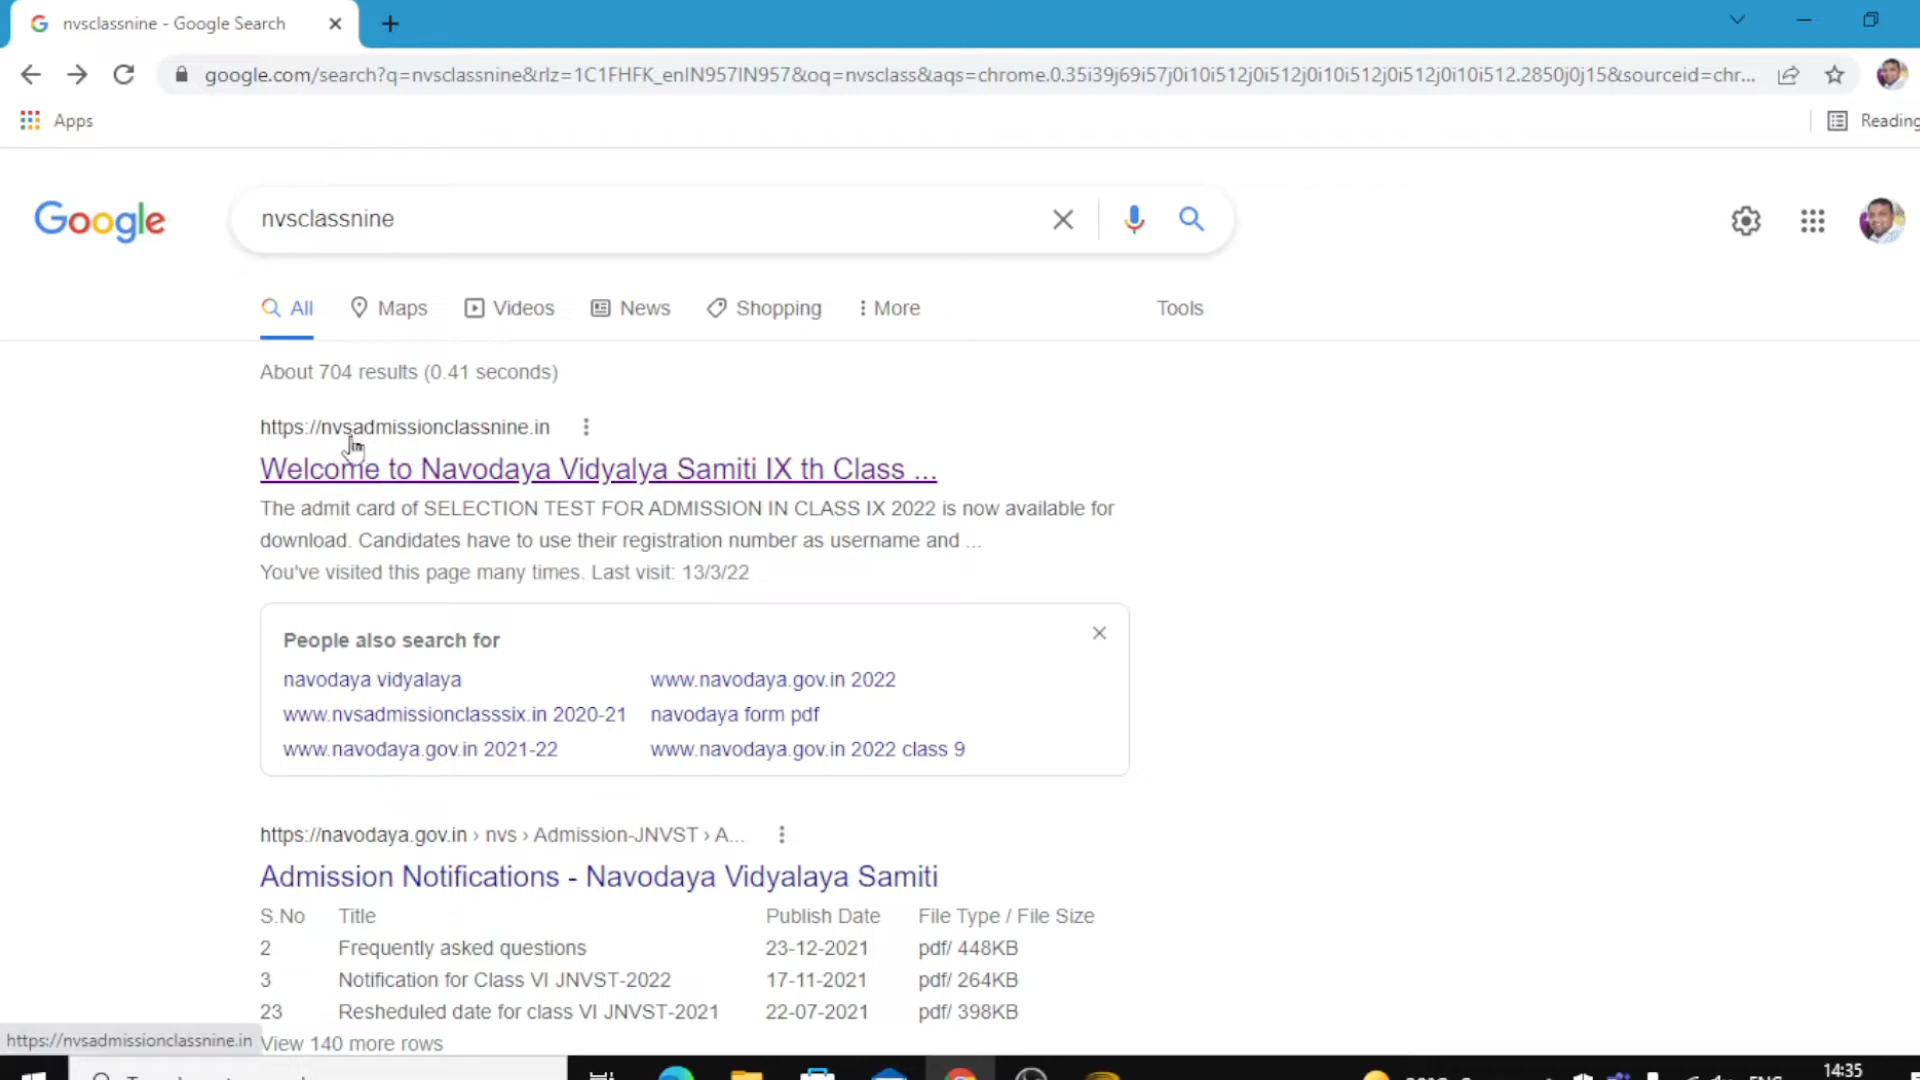 nvsclassnine - Google Search
google.com/search?q=nvsclassnine&rlz=1C1FHFK_enIN957IN957&oq=nvsclass&aqs=chrome.0.35i39j69i57j0i10i512j0i512j0i10i512j0i512j0i10i512.2850j0j15&sourceid=chr...
Apps
Reading
Google
nvsclassnine
All Maps Videos News Shopping More Tools
About 704 results (0.41 seconds)
https://nvsadmissionclassnine.in
Welcome to Navodaya Vidyalya Samiti IX th Class ...
The admit card of SELECTION TEST FOR ADMISSION IN CLASS IX 2022 is now available for
download. Candidates have to use their registration number as username and ...
You've visited this page many times. Last visit: 13/3/22
People also search for
navodaya vidyalaya www.navodaya.gov.in 2022
www.nvsadmissionclasssix.in 2020-21 navodaya form pdf
www.navodaya.gov.in 2021-22 www.navodaya.gov.in 2022 class 9
https://navodaya.gov.in › nvs › Admission-JNVST › A...
Admission Notifications - Navodaya Vidyalaya Samiti
S.No Title Publish Date File Type / File Size
2 Frequently asked questions 23-12-2021 pdf/ 448KB
3 Notification for Class VI JNVST-2022 17-11-2021 pdf/ 264KB
23 Resheduled date for class VI JNVST-2021 22-07-2021 pdf/ 398KB
View 140 more rows
https://nvsadmissionclassnine.in
14:35